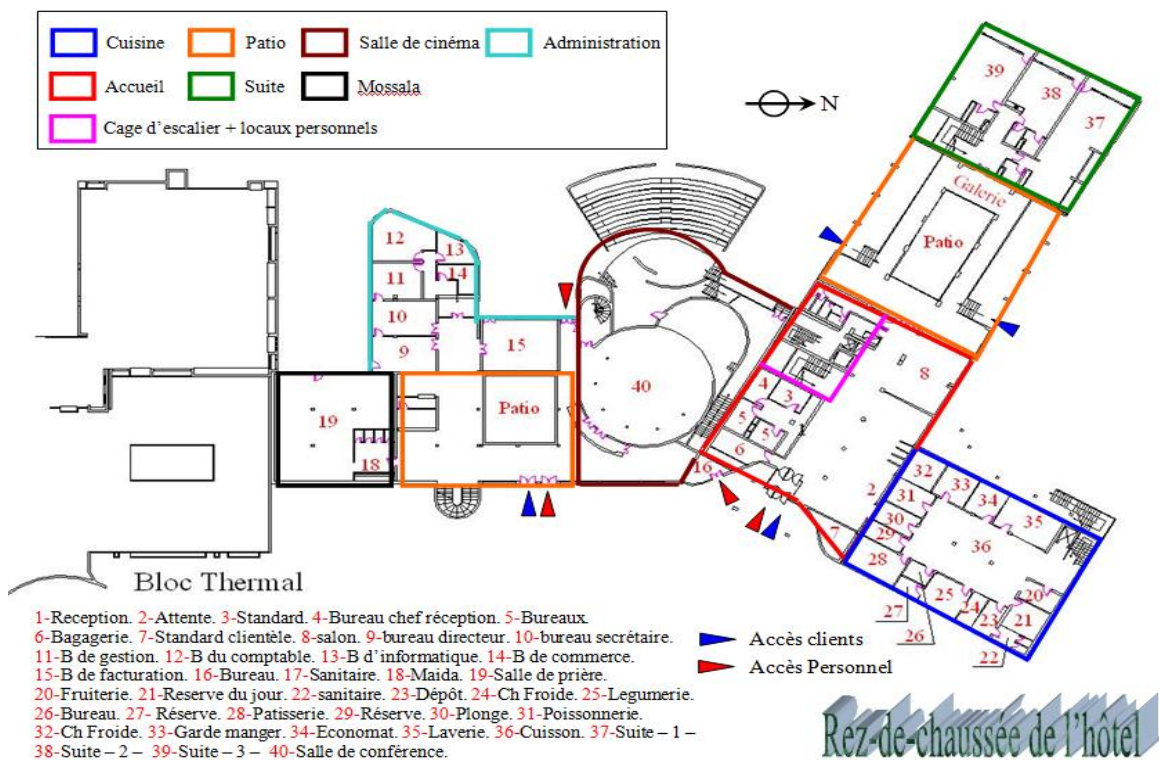 Cuisine
Patio
Salle de cinéma
Administration
Accueil
Suite
Mossala
Cage d'escalier + locaux personnels
N
39
38
37
Galerie
Patio
12
13
11
14
10
9
15
Patio
19
18
40
8
4
3
5
5
6
16
2
7
32
33
34
35
31
30
29
28
36
25
24
23
20
21
27
26
22
Bloc Thermal
1-Reception. 2-Attente. 3-Standard. 4-Bureau chef réception. 5-Bureaux.
6-Bagagerie. 7-Standard clientèle. 8-salon. 9-bureau directeur. 10-bureau secrétaire.
11-B de gestion. 12-B du comptable. 13-B d'informatique. 14-B de commerce.
15-B de facturation. 16-Bureau. 17-Sanitaire. 18-Maida. 19-Salle de prière.
20-Fruiterie. 21-Reserve du jour. 22-sanitaire. 23-Dépôt. 24-Ch Froide. 25-Legumerie.
26-Bureau. 27- Réserve. 28-Patisserie. 29-Réserve. 30-Plonge. 31-Poissonnerie.
32-Ch Froide. 33-Garde manger. 34-Economat. 35-Laverie. 36-Cuisson. 37-Suite – 1 –
38-Suite – 2 – 39-Suite – 3 – 40-Salle de conférence.
Accès clients
Accès Personnel
Rez-de-chaussée de l'hôtel